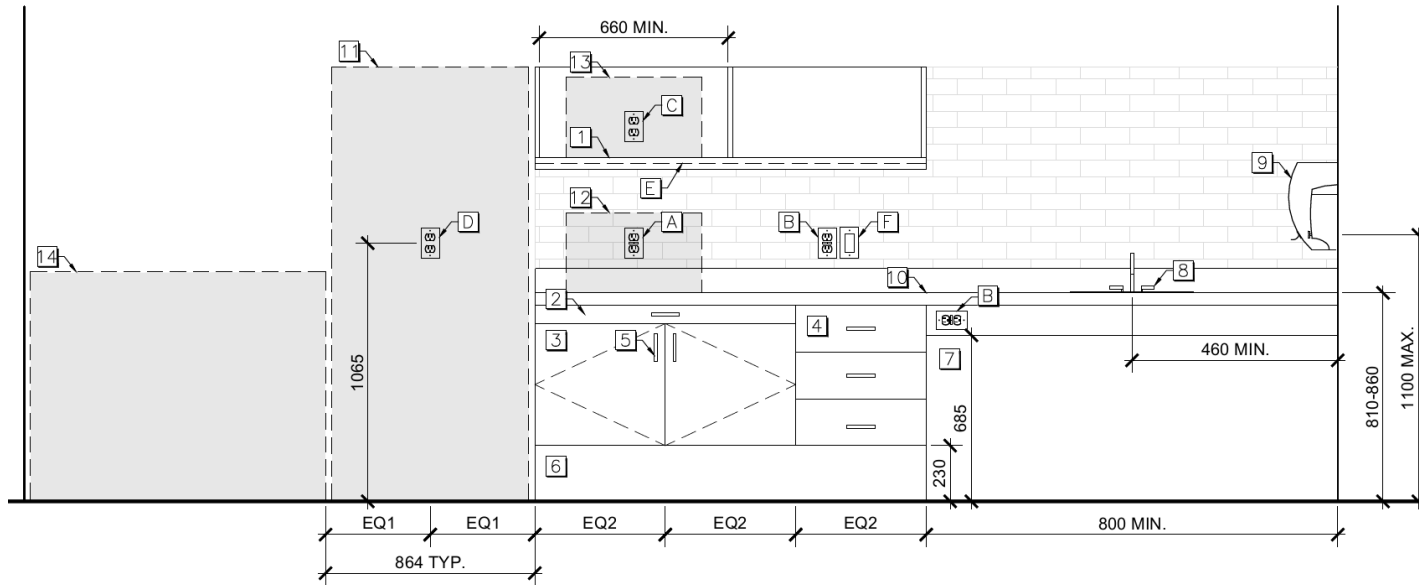 660 MIN.
11
13
C
1
9
E
12
D
A
B
F
14
10
8
2
B
3
5
4
7
460 MIN.
1065
685
810-860
1100 MAX.
6
230
EQ1
EQ1
EQ2
EQ2
EQ2
800 MIN.
864 TYP.